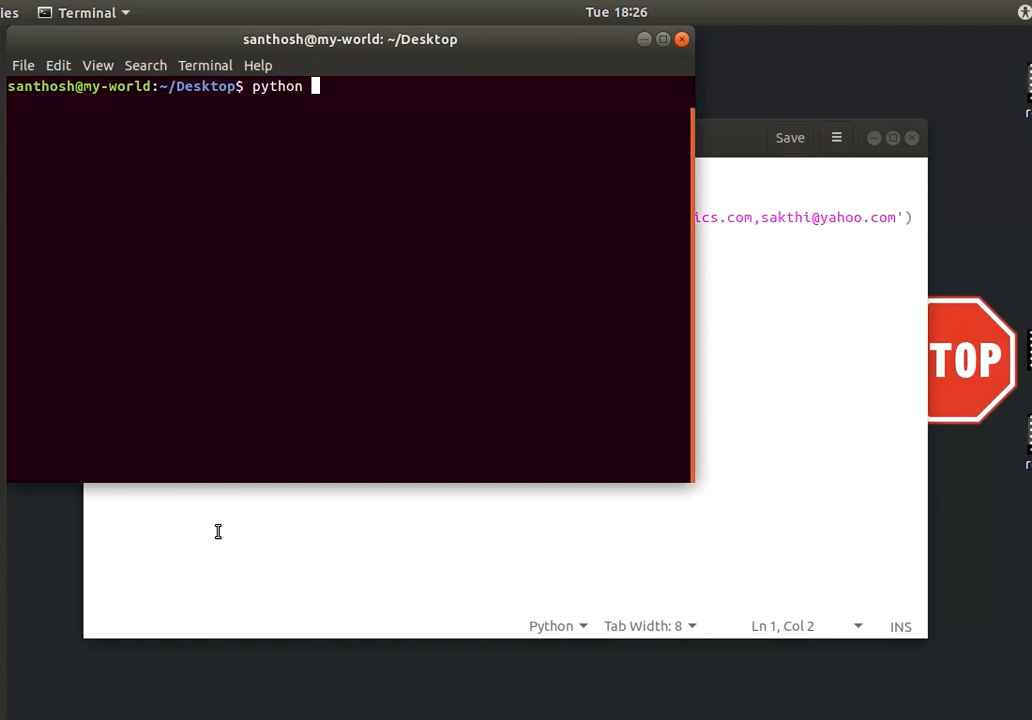 ies Terminal Tue 18:26
santhosh@my-world: ~/Desktop
File Edit View Search Terminal Help
santhosh@my-world:~/Desktop$ python
Save
ics.com,sakthi@yahoo.com')
TOP
Python Tab Width: 8 Ln 1, Col 2 INS